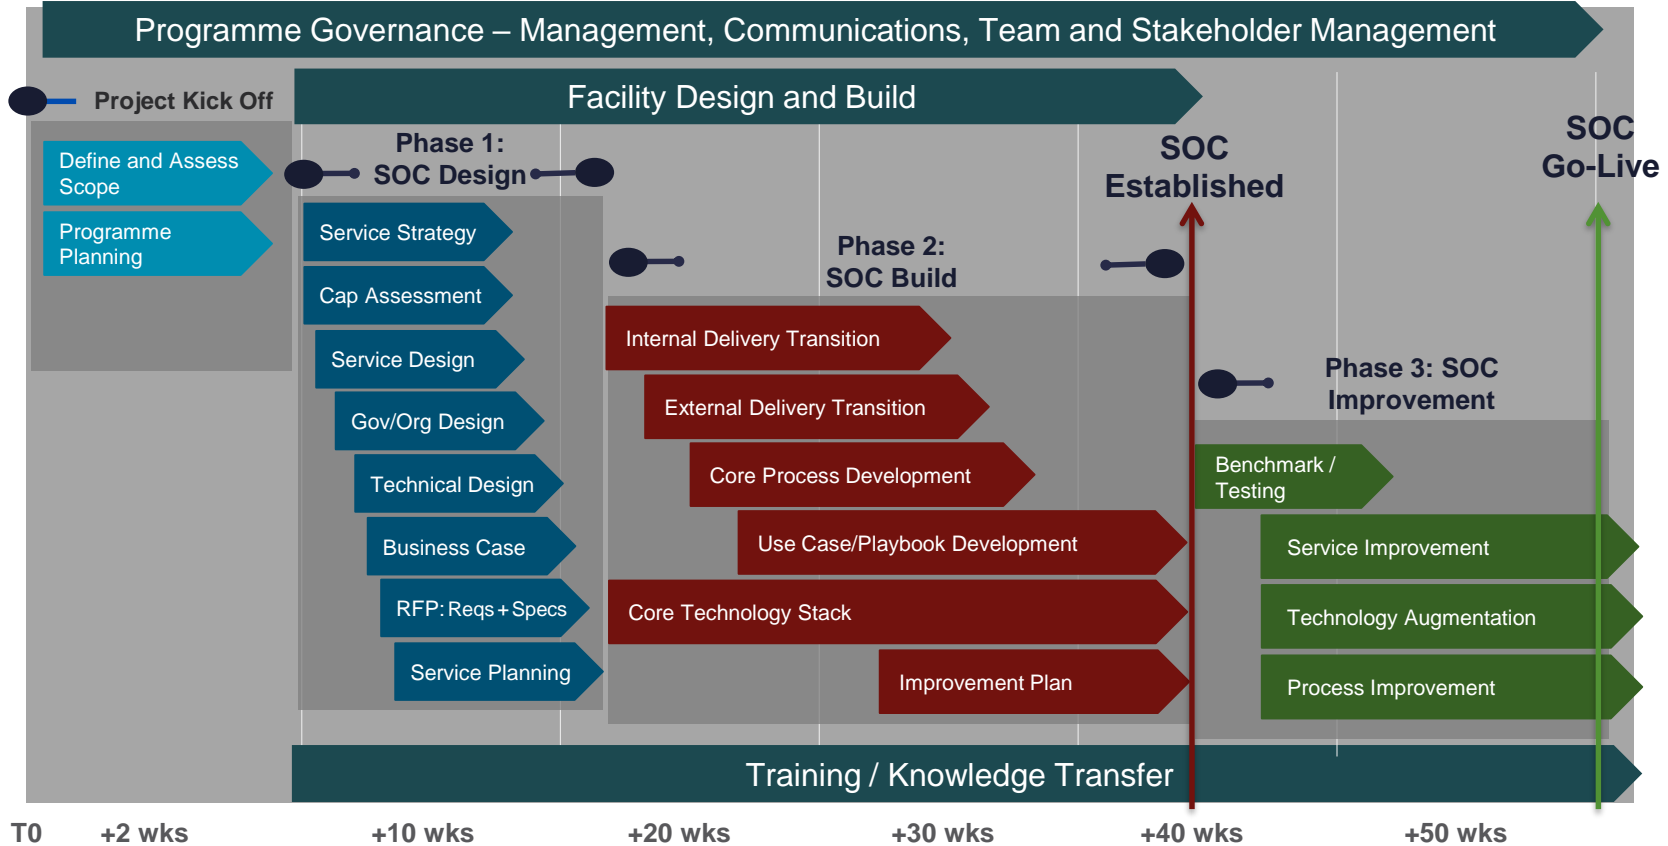 Programme Governance – Management, Communications, Team and Stakeholder Management
Facility Design and Build
Project Kick Off
Define and Assess
Scope
Programme
Planning
Phase 1:
SOC Design
Service Strategy
Cap Assessment
Service Design
Gov/Org Design
Technical Design
Business Case
RFP: Reqs + Specs
Service Planning
Phase 2:
SOC Build
Internal Delivery Transition
External Delivery Transition
Core Process Development
Use Case/Playbook Development
Core Technology Stack
Improvement Plan
SOC
Established
Phase 3: SOC
Improvement
Benchmark /
Testing
Service Improvement
Technology Augmentation
Process Improvement
SOC
Go-Live
Training / Knowledge Transfer
T0 +2 wks +10 wks +20 wks +30 wks +40 wks +50 wks